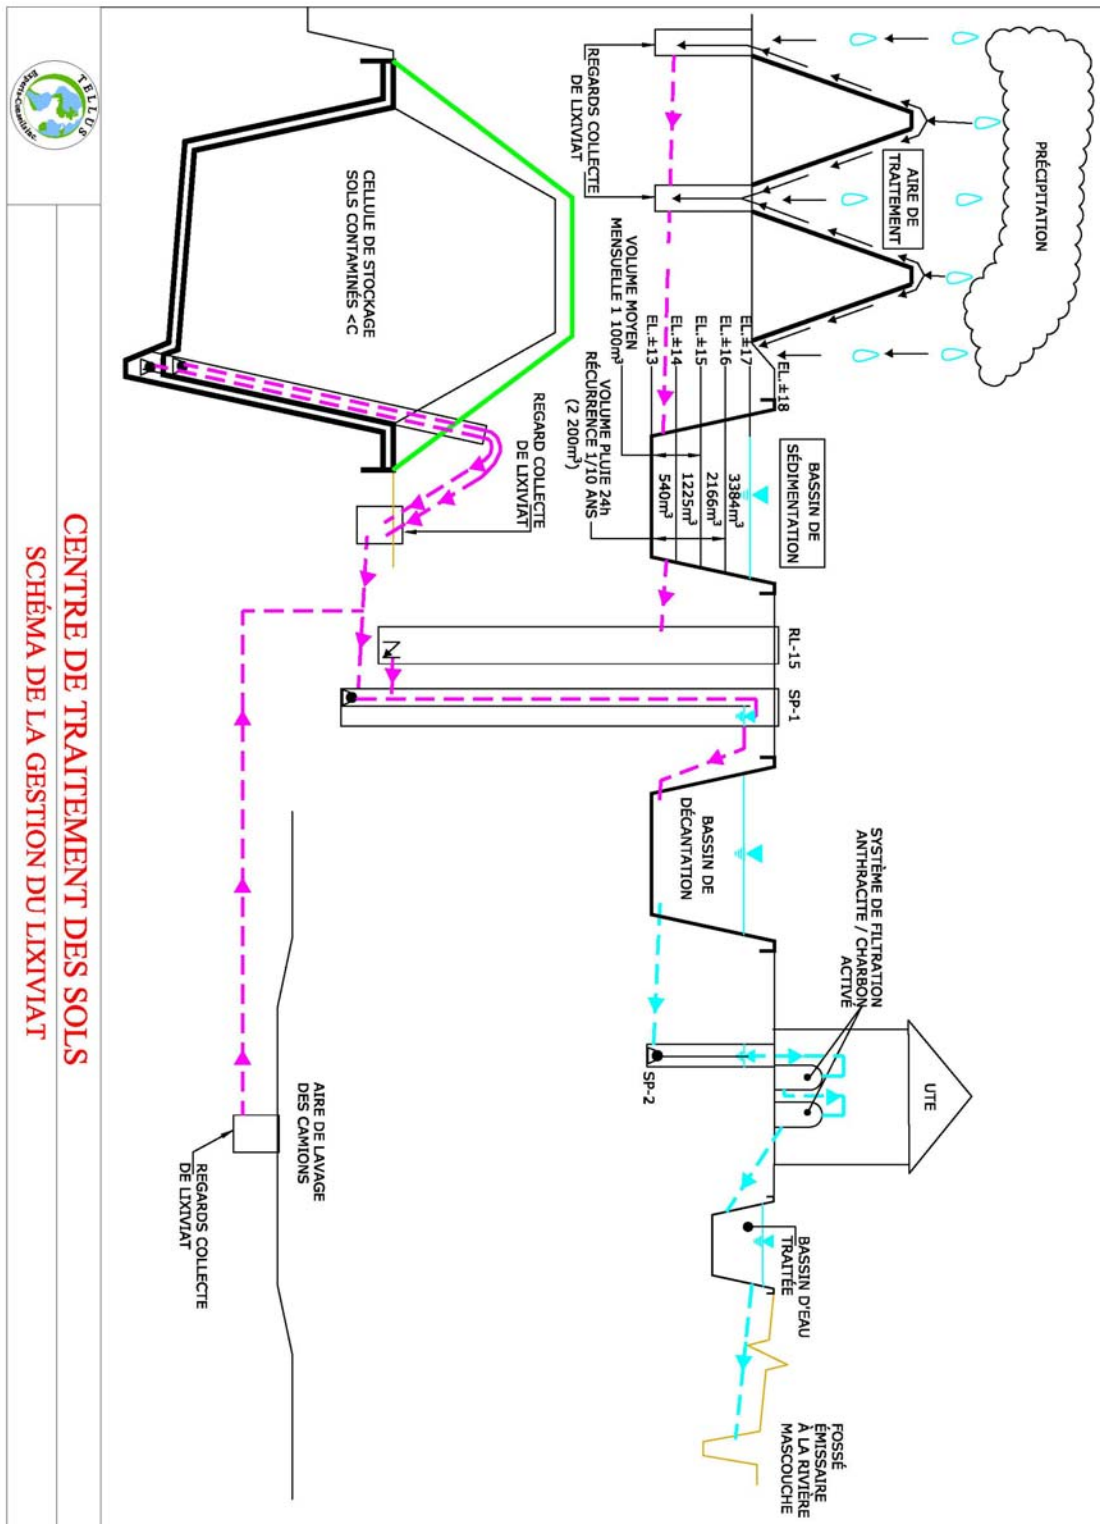 PRÉCIPITATION
AIRE DE
TRAITEMENT
REGARDS COLLECTE
DE LIXIVIAT
VOLUME MOYEN
MENSUELLE 1 100m³
EL.±13
EL.±14
EL.±15
EL.±16
EL.±17
EL.±18
BASSIN DE
SÉDIMENTATION
3384m³
2166m³
1225m³
540m³
VOLUME PLUIE 24h
RÉCURRENCE 1/10 ANS
(2 200m³)
RL-15
SP-1
BASSIN DE
DÉCANTATION
SYSTÈME DE FILTRATION
ANTHRACITE / CHARBON
ACTIVÉ
SP-2
UTE
BASSIN D'EAU
TRAITÉE
FOSSÉ
ÉMISSAIRE
À LA RIVIÈRE
MASCOUCHE
CELLULE DE STOCKAGE
SOLS CONTAMINÉS <C
REGARD COLLECTE
DE LIXIVIAT
AIRE DE LAVAGE
DES CAMIONS
REGARDS COLLECTE
DE LIXIVIAT
TELLUS
Experts-Conseils inc.
CENTRE DE TRAITEMENT DES SOLS
SCHÉMA DE LA GESTION DU LIXIVIAT